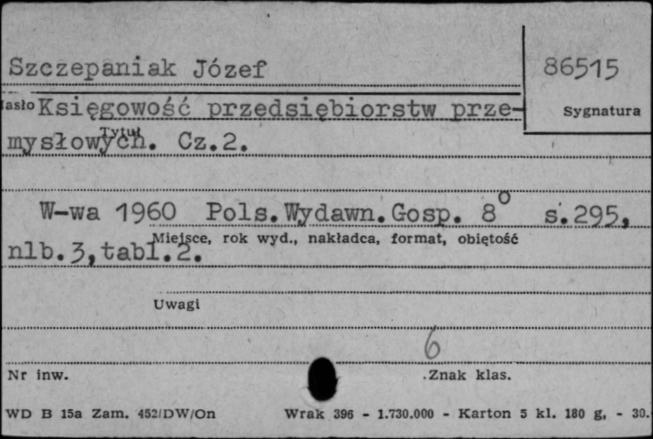 Szczepaniak Józef
86515
asło Księgowość przedsiębiorstw prze-
Sygnatura
Tytuł
mysłowych. Cz.2.
W-wa 1960 Pols.Wydawn.Gosp. 8° s.295,
Miejsce, rok wyd., nakładca, format, objętość
nlb.3,tabl.2.
Uwagi
6
Nr inw.
Znak klas.
WD B 15a Zam. 452/DW/On Wrak 396 - 1.730.000 - Karton 5 kl. 180 g, - 30.